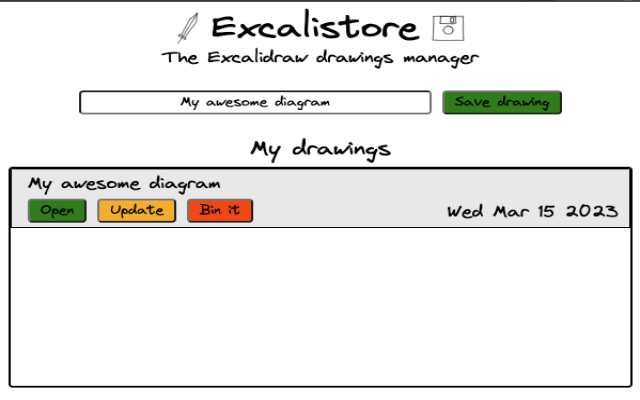 Excalistore
The Excalidraw drawings manager
My awesome diagram
Save drawing
My drawings
My awesome diagram
Open Update Bin it
Wed Mar 15 2023